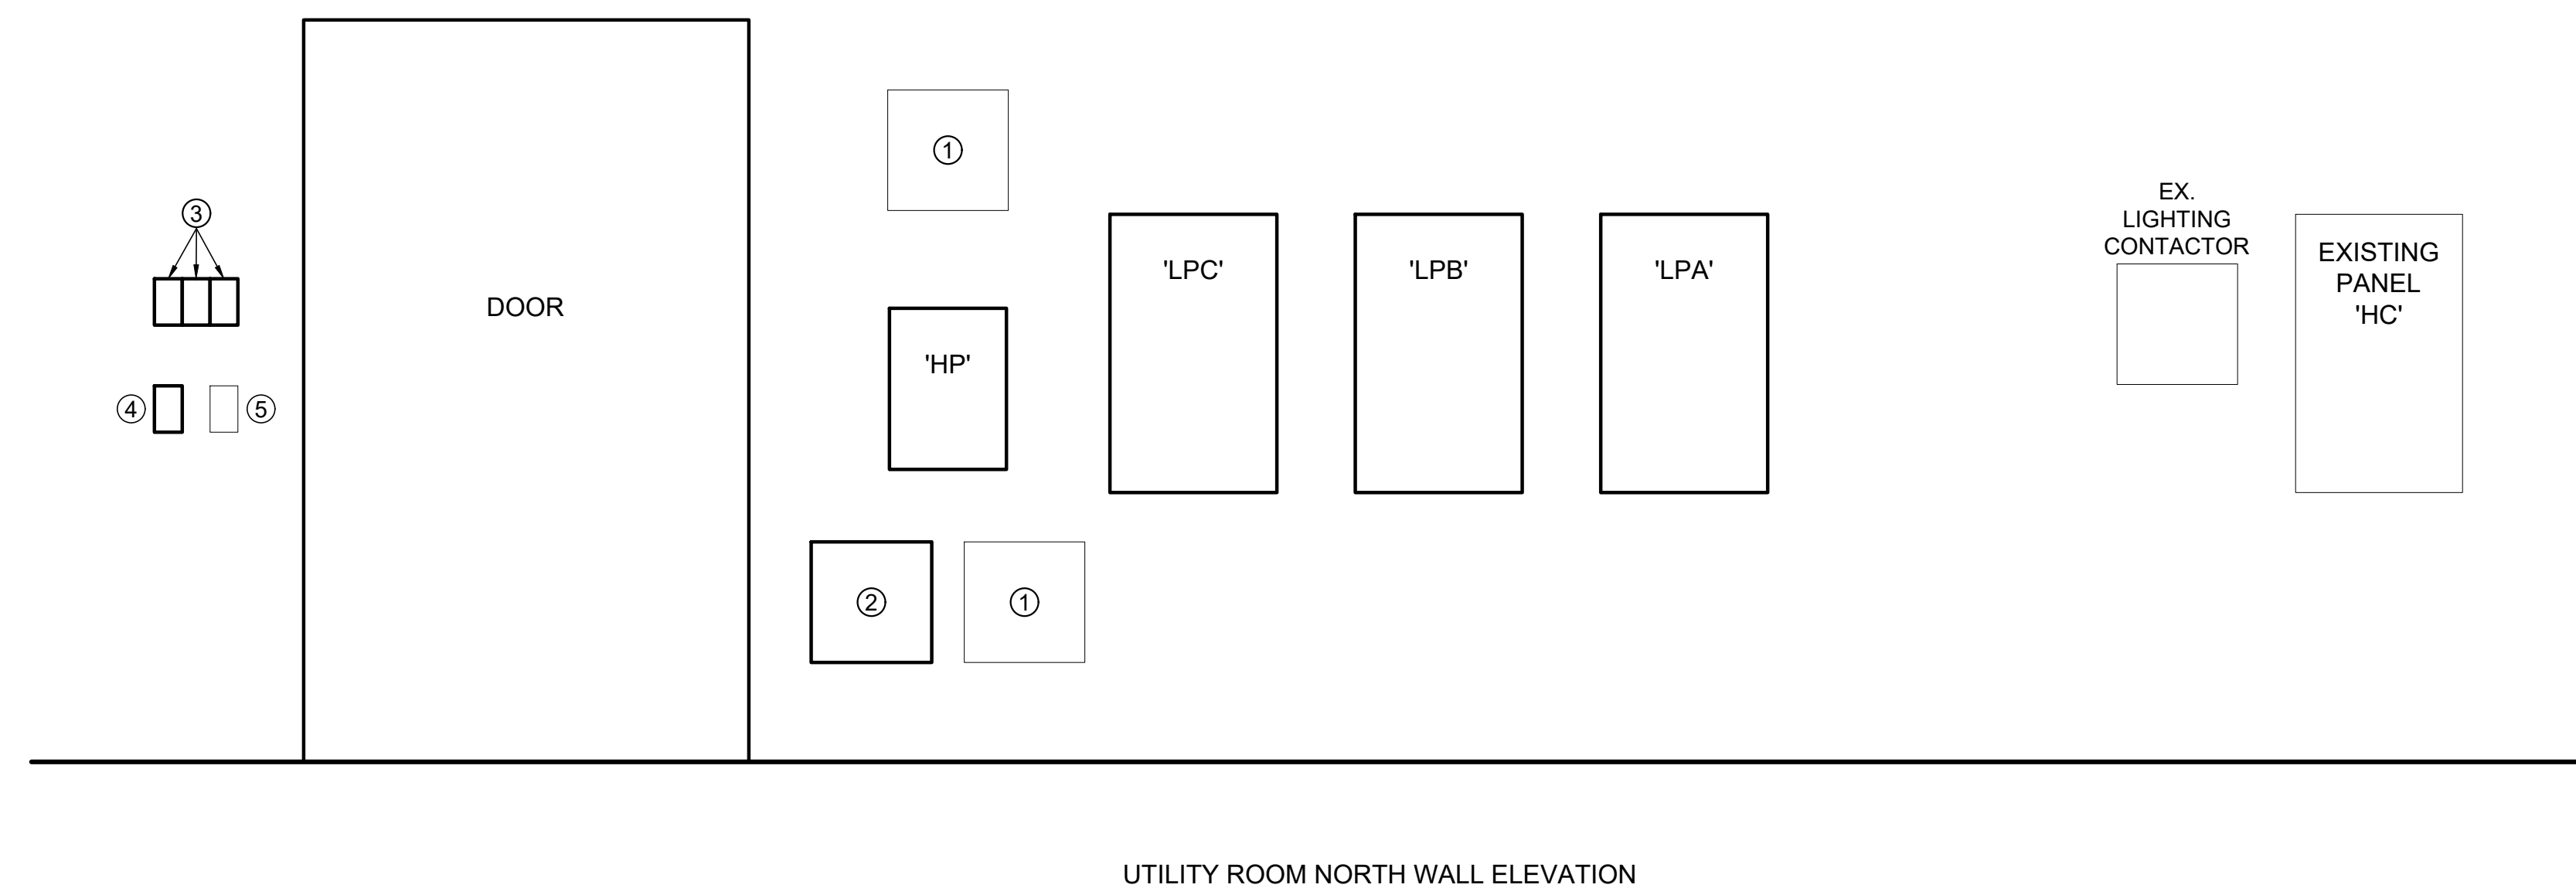 ①
③
EX.
LIGHTING
CONTACTOR
EXISTING
PANEL
'HC'
'LPC'
'LPB'
'LPA'
DOOR
'HP'
④
⑤
②
①
UTILITY ROOM NORTH WALL ELEVATION